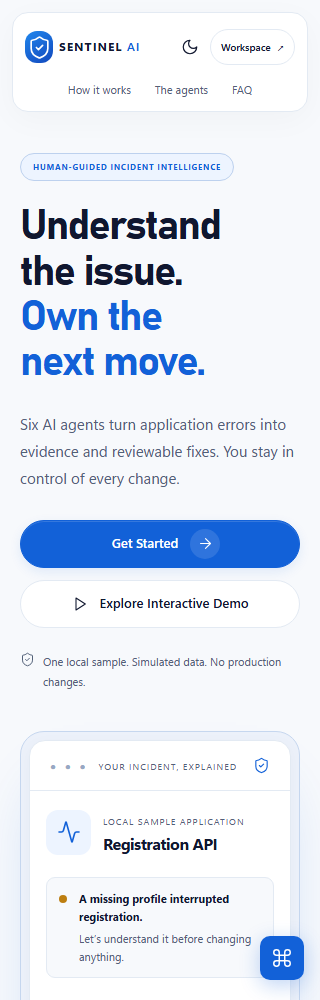 SENTINEL AI
Workspace ↗
How it works The agents FAQ
HUMAN-GUIDED INCIDENT INTELLIGENCE
Understand
the issue.
Own the
next move.
Six AI agents turn application errors into
evidence and reviewable fixes. You stay in
control of every change.
Get Started →
Explore Interactive Demo
One local sample. Simulated data. No production
changes.
YOUR INCIDENT, EXPLAINED
LOCAL SAMPLE APPLICATION
Registration API
A missing profile interrupted
registration.
Let's understand it before changing
anything.